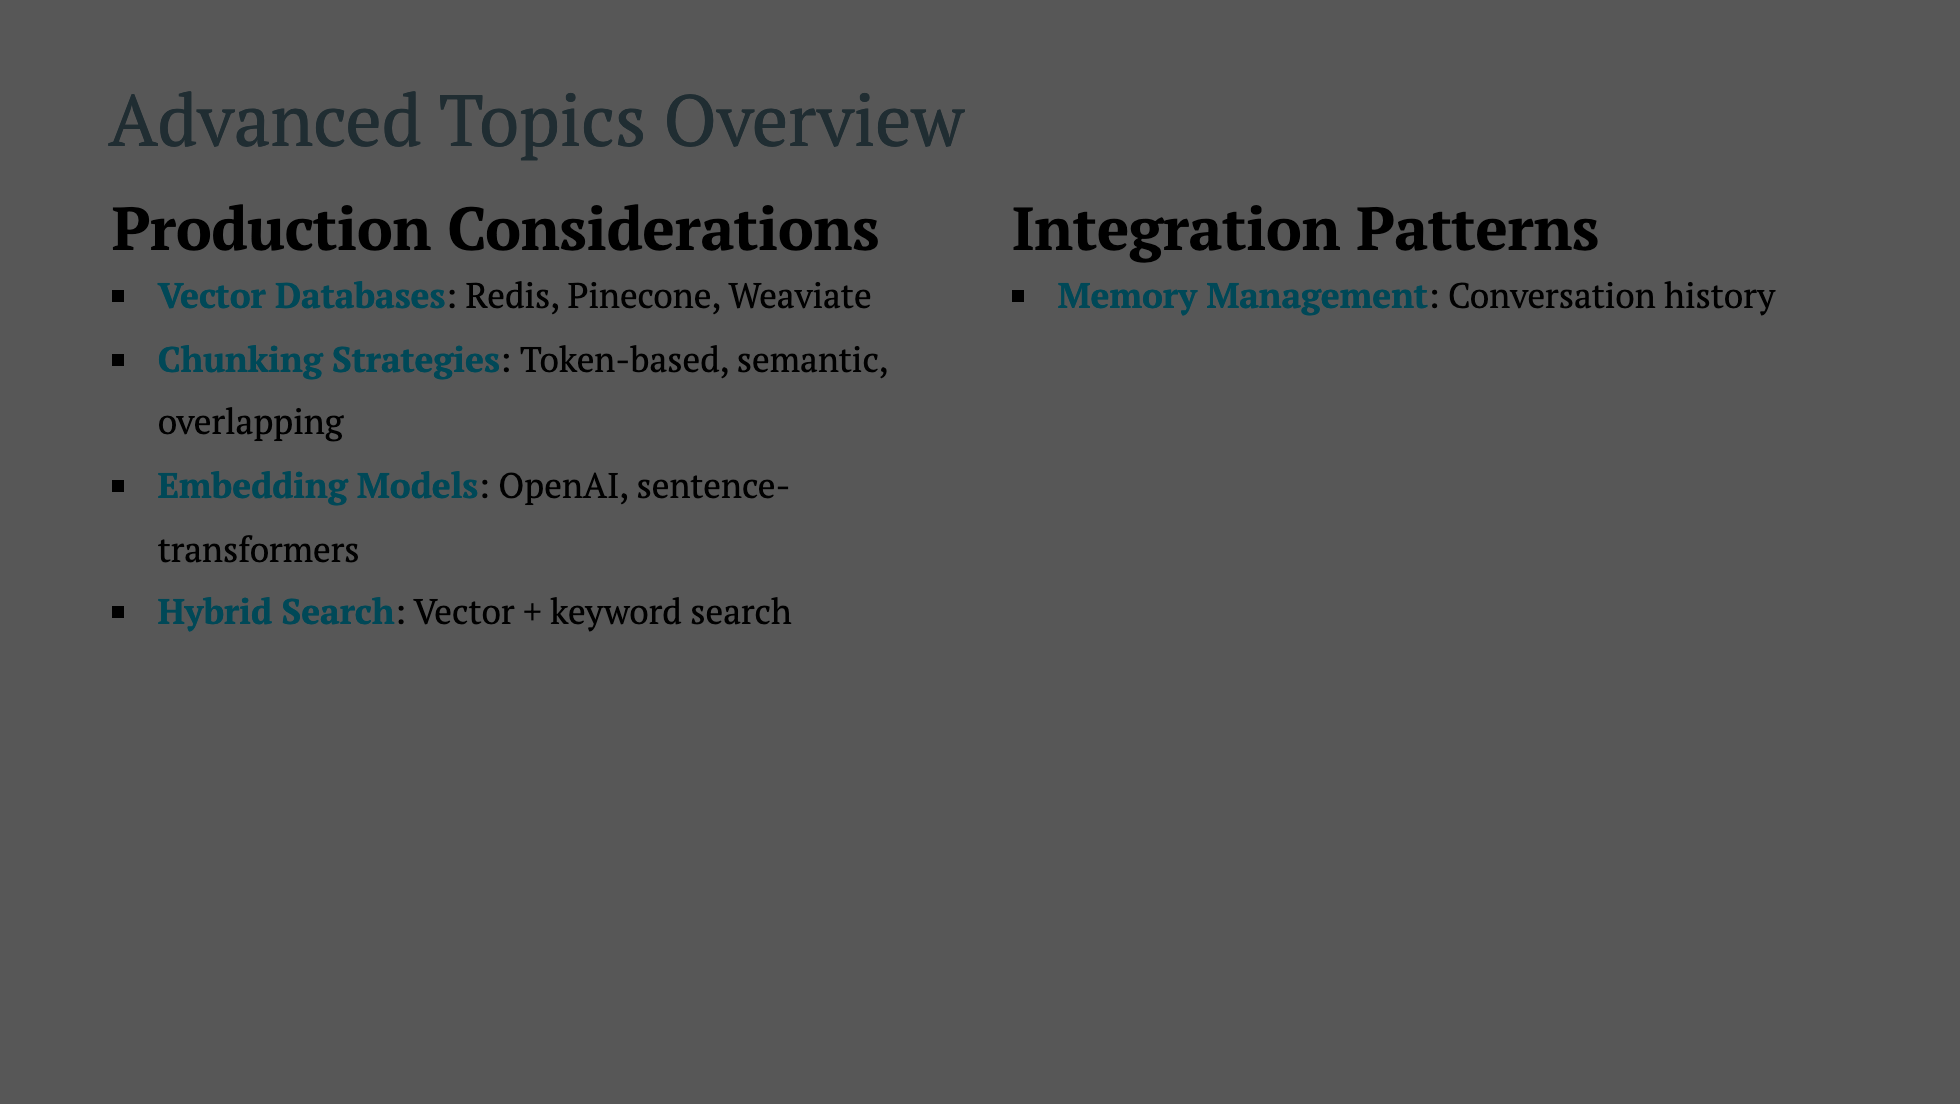 Advanced Topics Overview
Production Considerations
▪ Vector Databases: Redis, Pinecone, Weaviate
▪ Chunking Strategies: Token-based, semantic,
overlapping
▪ Embedding Models: OpenAI, sentence-
transformers
▪ Hybrid Search: Vector + keyword search
Integration Patterns
▪ Memory Management: Conversation history